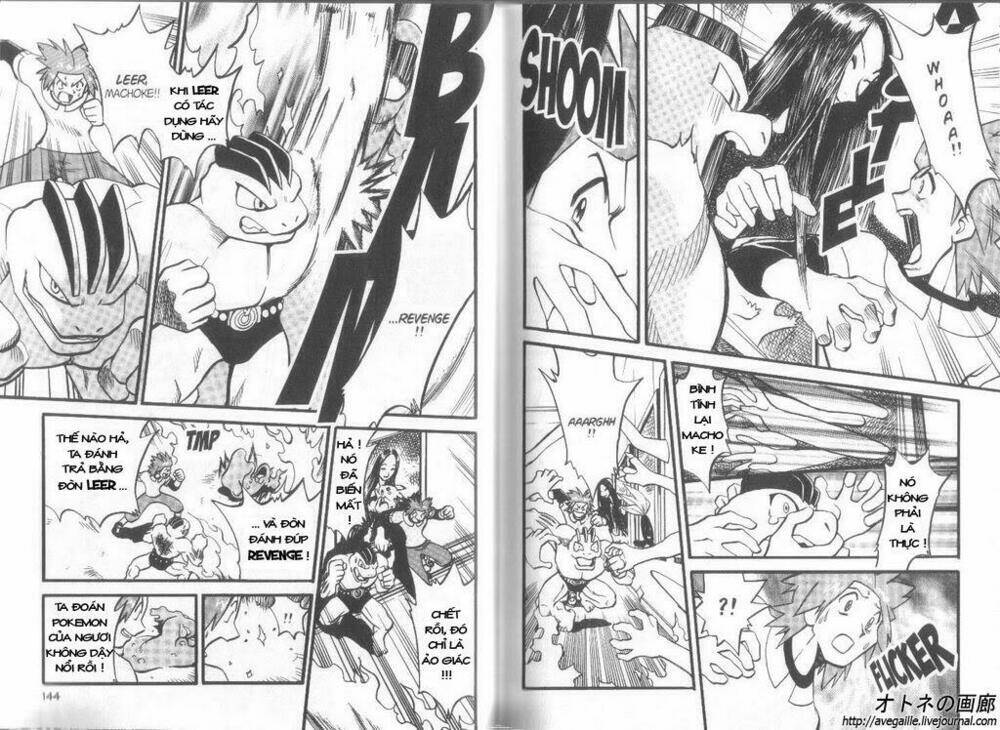 LEER,
MACHOKE!!
KHI LEER
CÓ TÁC
DỤNG HÃY
DÙNG ...
BAM
...REVENGE
!!
THẾ NÀO HẢ,
TA ĐÁNH
TRẢ BẰNG
ĐÒN LEER ...
TMP
... VÀ ĐÒN
ĐÁNH ĐÚP
REVENGE !
TA ĐOÁN
POKEMON
CỦA NGƯƠI
KHÔNG DẬY
NỔI RỒI !
!!
HẢ !
NÓ
ĐÃ
BIẾN
MẤT !
CHẾT
RỒI, ĐÓ
CHỈ LÀ
ẢO GIÁC
!!!
144
SHOOM
WHOAA!!
AAARGHH
!!
BÌNH
TĨNH
LẠI
MACHO
KE !
NÓ
KHÔNG
PHẢI
LÀ
THỰC !
?!
FLICKER
オトネの画廊
http://avegaille.livejournal.com